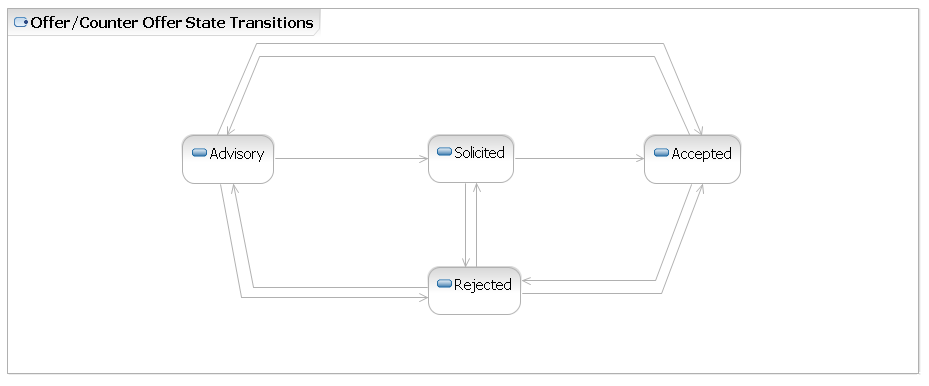 Offer/Counter Offer State Transitions
Advisory
Solicited
Accepted
Rejected